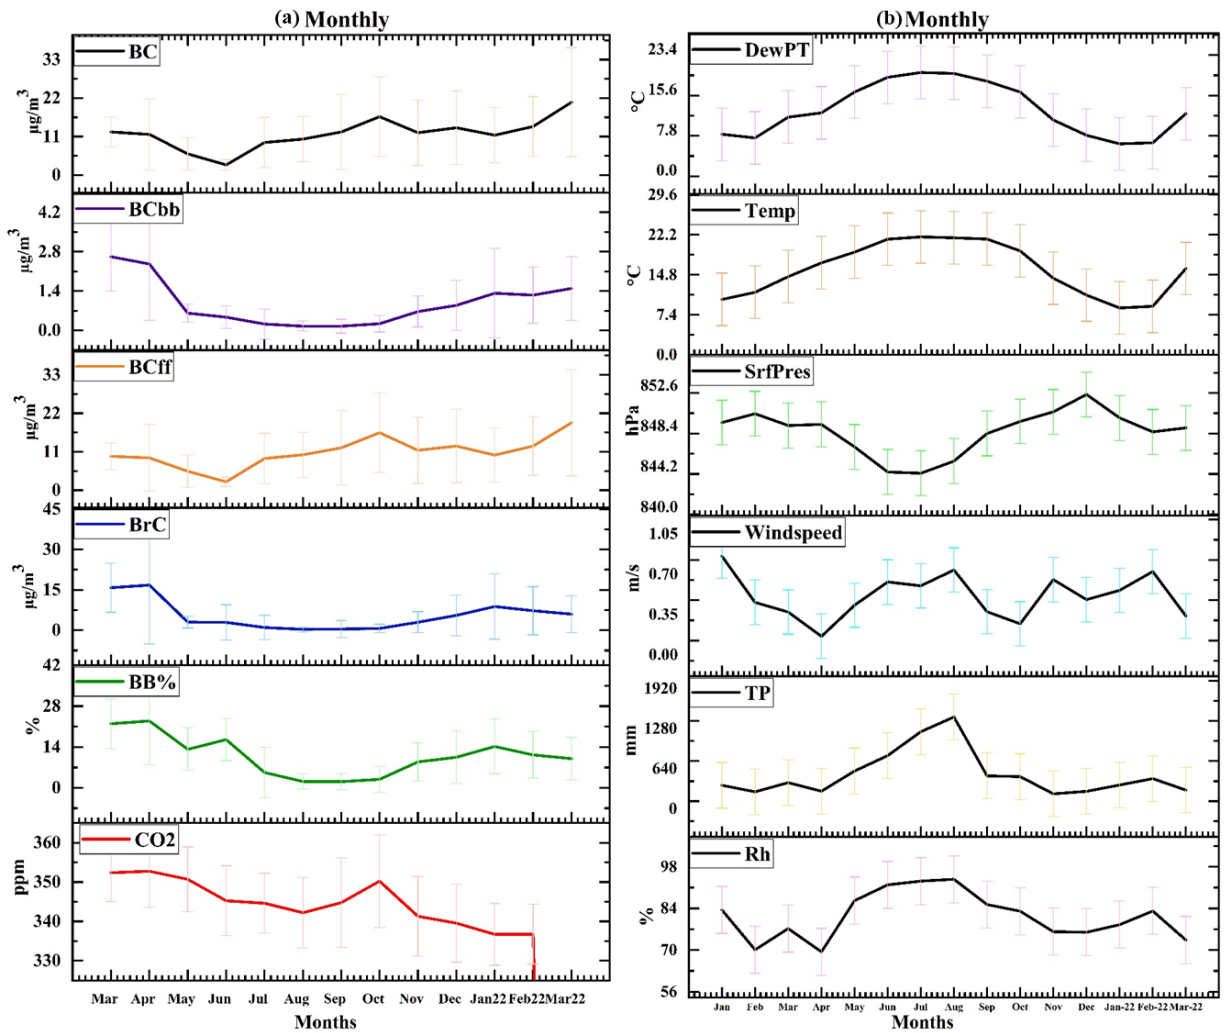 (a) Monthly
BC
µg/m3
33
22
11
0
BCbb
µg/m3
4.2
2.8
1.4
0.0
BCff
µg/m3
33
22
11
0
BrC
µg/m3
45
30
15
0
BB%
%
42
28
14
0
CO2
ppm
360
350
340
330
Mar Apr May Jun Jul Aug Sep Oct Nov Dec Jan22 Feb22 Mar22
Months
(b) Monthly
DewPT
°C
23.4
15.6
7.8
0.0
Temp
°C
29.6
22.2
14.8
7.4
0.0
SrfPres
hPa
852.6
848.4
844.2
840.0
Windspeed
m/s
1.05
0.70
0.35
0.00
TP
mm
1920
1280
640
0
Rh
%
98
84
70
56
Jan Feb Mar Apr May Jun Jul Aug Sep Oct Nov Dec Jan-22 Feb-22 Mar-22
Months